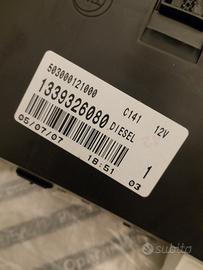 503000121000
C141 12V
1339326080 DIESEL
05/07/07 18:51 03 1
subito